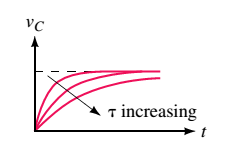 v_C
τ increasing
t